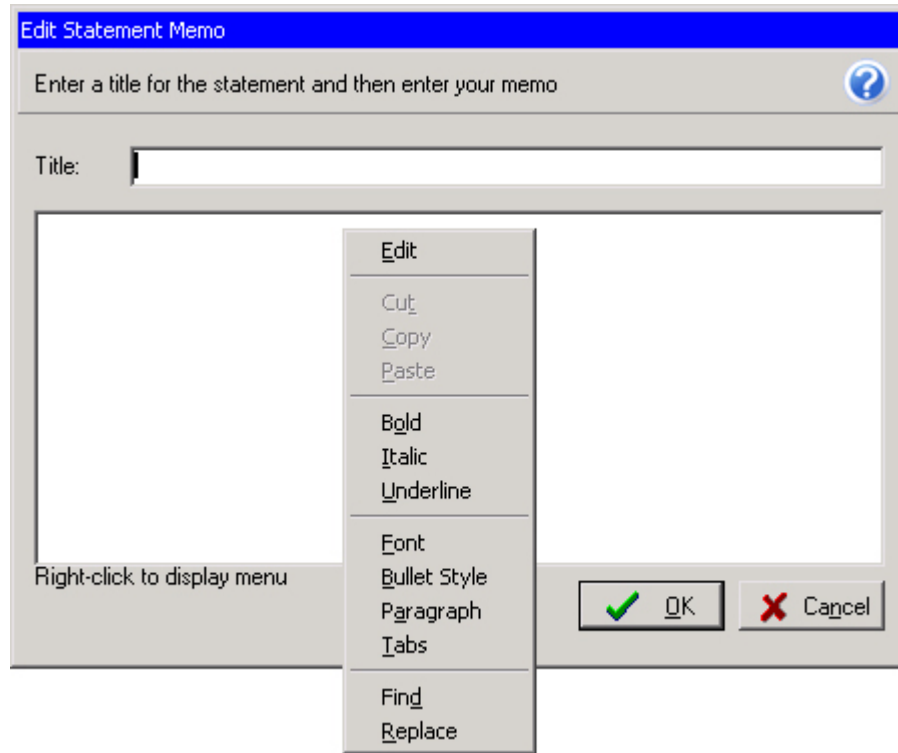 Edit Statement Memo
Enter a title for the statement and then enter your memo
?
Title:
Edit
Cut
Copy
Paste
Bold
Italic
Underline
Font
Bullet Style
Paragraph
Tabs
Find
Replace
Right-click to display menu
OK
Cancel